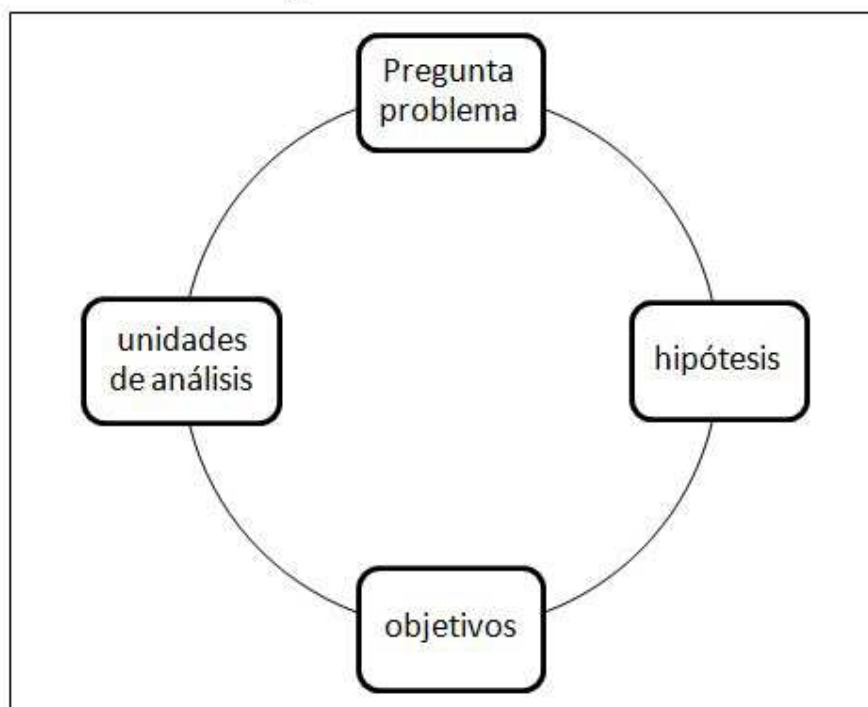 Pregunta
problema
unidades
de análisis
hipótesis
objetivos